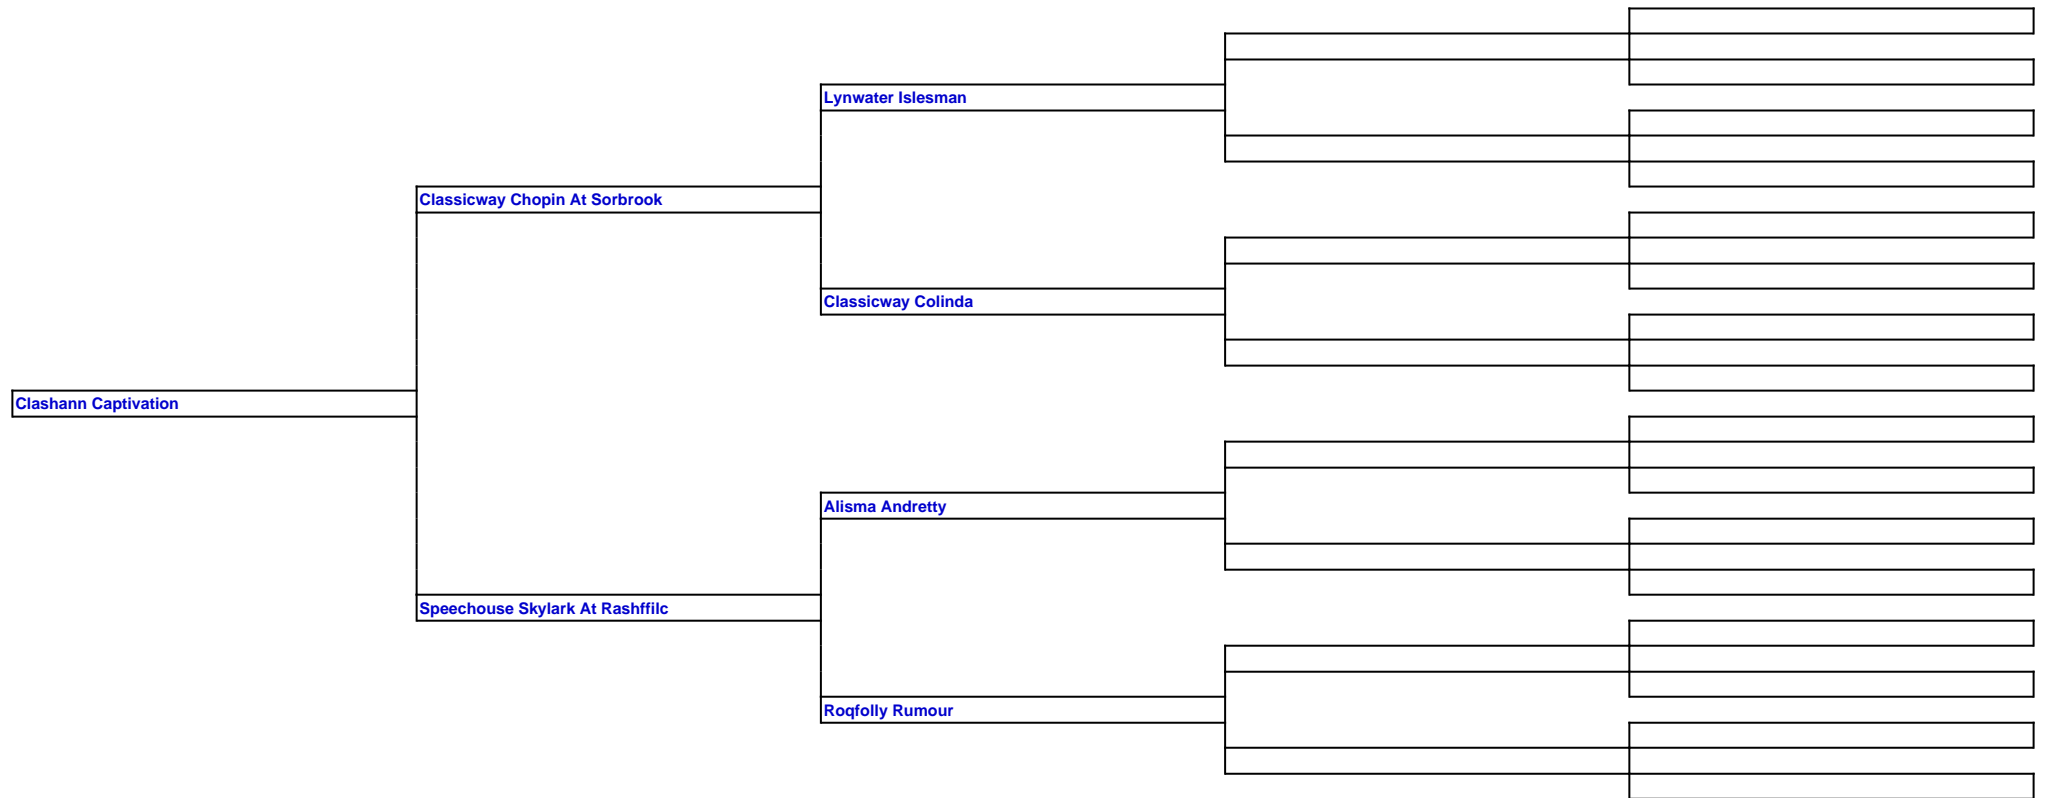 Lynwater Islesman
Classicway Chopin At Sorbrook
Classicway Colinda
Clashann Captivation
Alisma Andretty
Speechouse Skylark At Rashffilc
Roqfolly Rumour